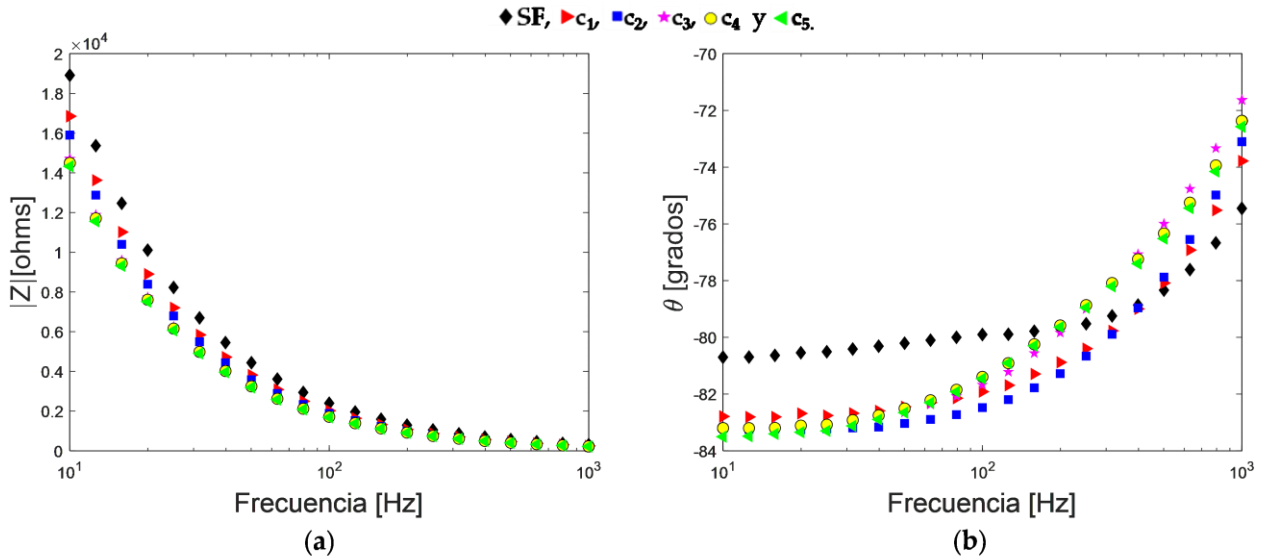 SF, c1, c2, c3, c4 y c5.
×10^4
2
1.8
1.6
1.4
1.2
1
0.8
0.6
0.4
0.2
0
|Z|[ohms]
10^1 10^2 10^3
Frecuencia [Hz]
(a)
-70
-72
-74
-76
-78
-80
-82
-84
θ [grados]
10^1 10^2 10^3
Frecuencia [Hz]
(b)